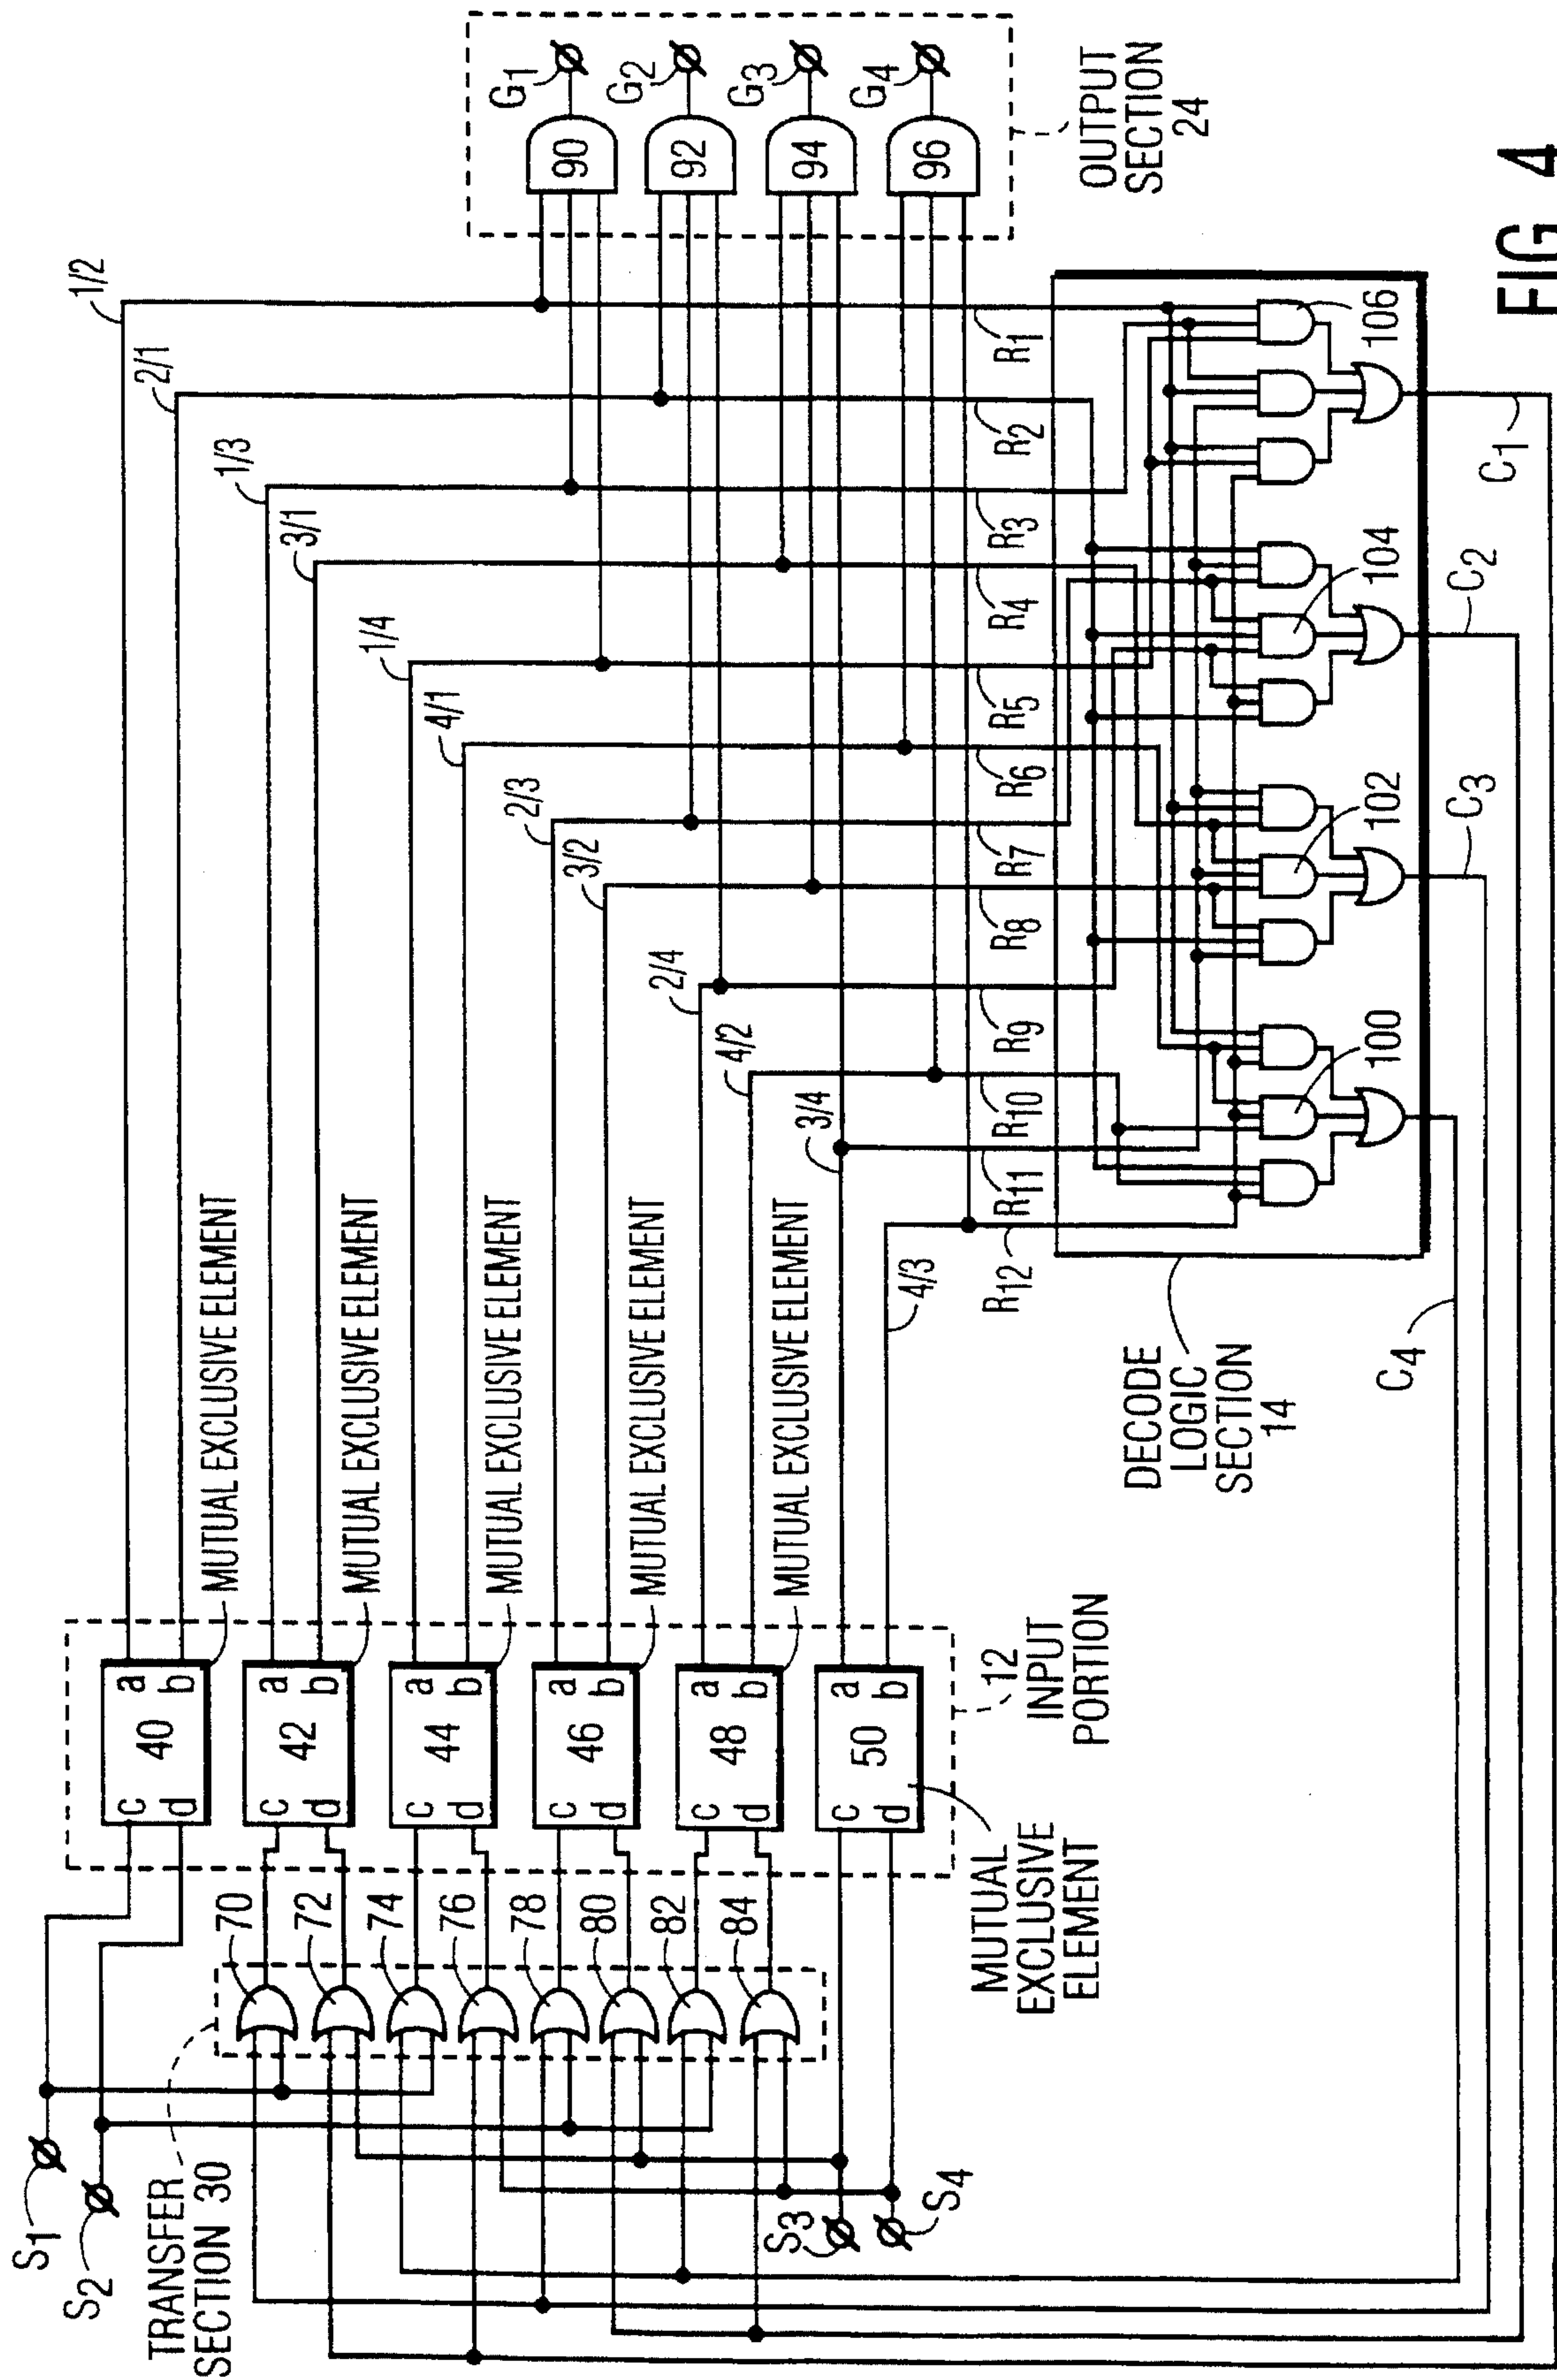 FIG 4
S1
S2
TRANSFER
SECTION 30
S3
S4
70
72
74
76
78
80
82
84
c a
40
d b
c a
42
d b
c a
44
d b
c a
46
d b
c a
48
d b
c a
50
d b
MUTUAL EXCLUSIVE ELEMENT
MUTUAL EXCLUSIVE ELEMENT
MUTUAL EXCLUSIVE ELEMENT
MUTUAL EXCLUSIVE ELEMENT
MUTUAL EXCLUSIVE ELEMENT
MUTUAL
EXCLUSIVE
ELEMENT
12
INPUT
PORTION
1/2
2/1
1/3
3/1
1/4
4/1
2/3
3/2
2/4
4/2
3/4
4/3
G1
G2
G3
G4
90
92
94
96
OUTPUT
SECTION
24
R1
R2
R3
R4
R5
R6
R7
R8
R9
R10
R11
R12
106
104
102
100
DECODE
LOGIC
SECTION
14
C1
C2
C3
C4